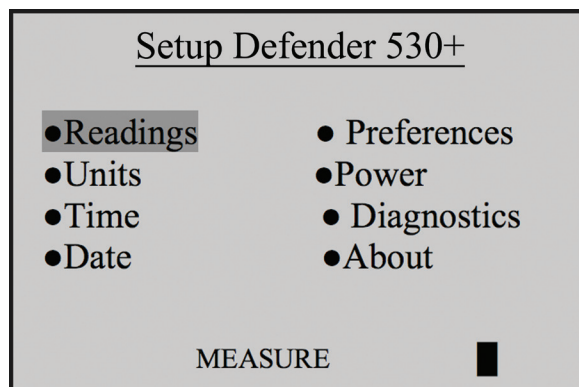 Setup Defender 530+
●Readings
●Units
●Time
●Date
● Preferences
●Power
● Diagnostics
●About
MEASURE